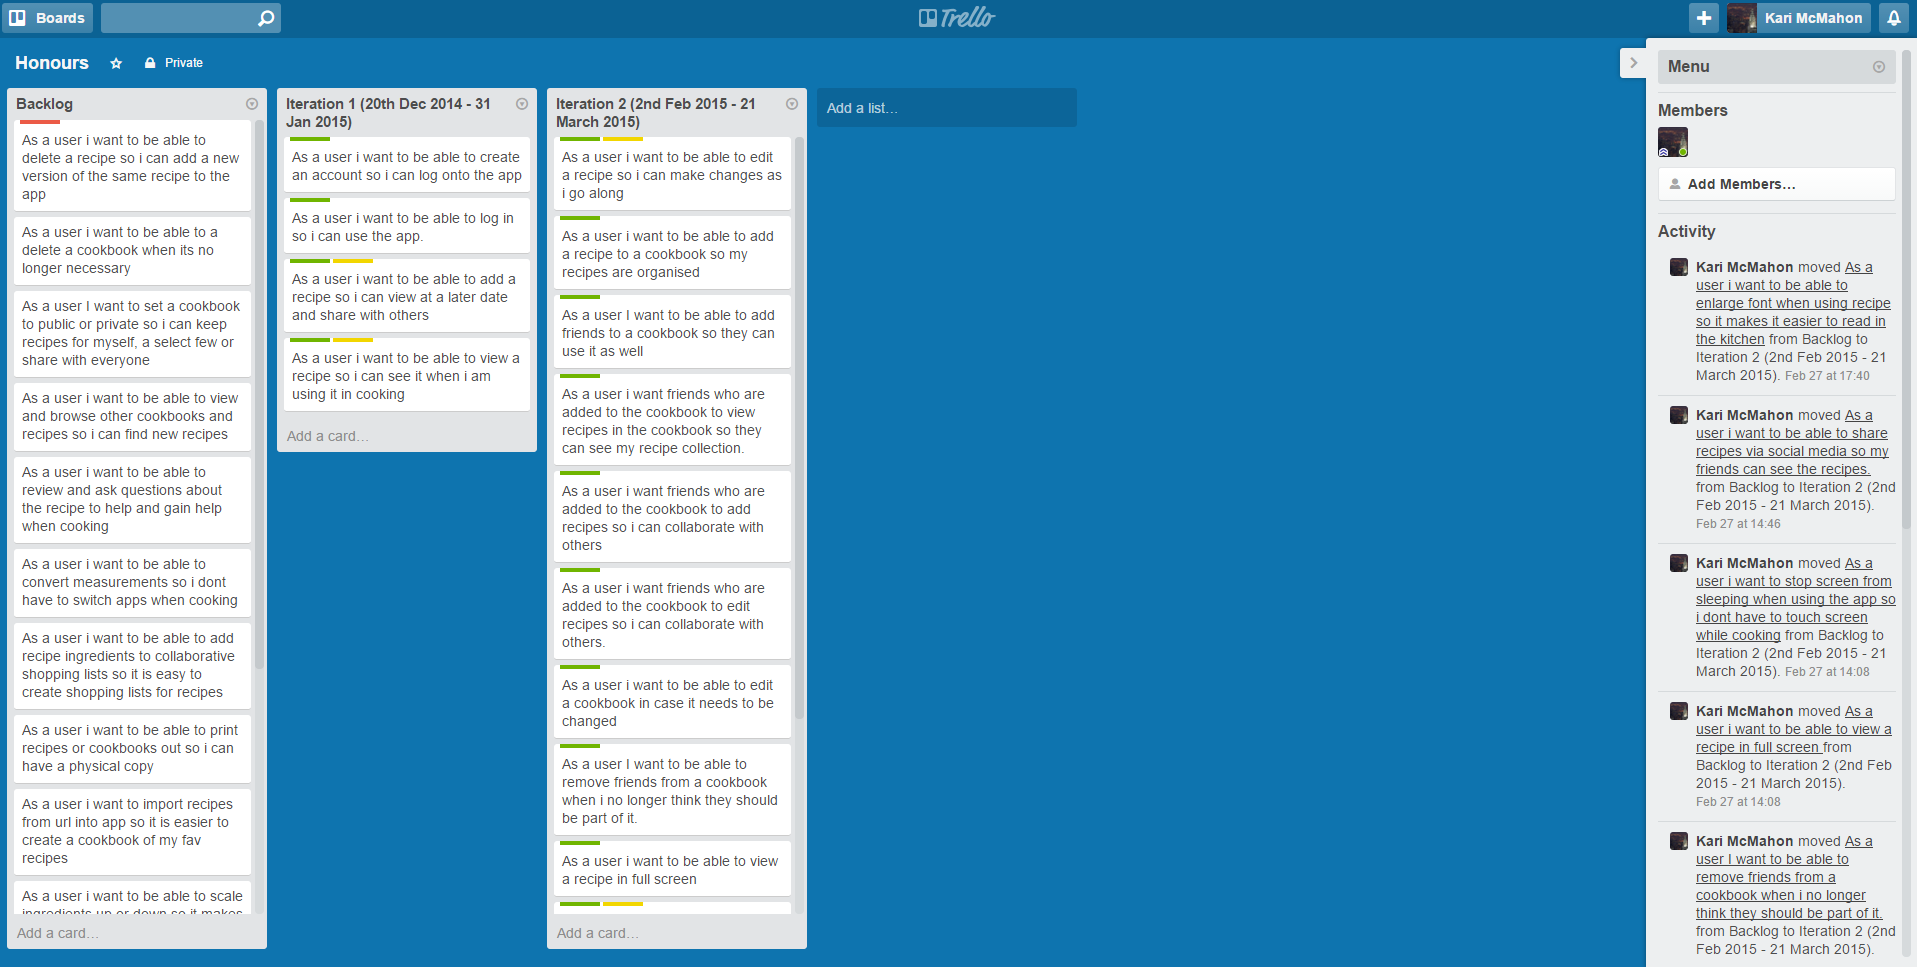 Boards
Trello
Kari McMahon
Honours
Private
Backlog
As a user i want to be able to
delete a recipe so i can add a new
version of the same recipe to the
app
As a user i want to be able to a
delete a cookbook when its no
longer necessary
As a user I want to set a cookbook
to public or private so i can keep
recipes for myself, a select few or
share with everyone
As a user i want to be able to view
and browse other cookbooks and
recipes so i can find new recipes
As a user i want to be able to
review and ask questions about
the recipe to help and gain help
when cooking
As a user i want to be able to
convert measurements so i dont
have to switch apps when cooking
As a user i want to be able to add
recipe ingredients to collaborative
shopping lists so it is easy to
create shopping lists for recipes
As a user i want to be able to print
recipes or cookbooks out so i can
have a physical copy
As a user i want to import recipes
from url into app so it is easier to
create a cookbook of my fav
recipes
As a user i want to be able to scale
ingredients up or down so it makes
Add a card…
Iteration 1 (20th Dec 2014 - 31
Jan 2015)
As a user i want to be able to create
an account so i can log onto the app
As a user i want to be able to log in
so i can use the app.
As a user i want to be able to add a
recipe so i can view at a later date
and share with others
As a user i want to be able to view a
recipe so i can see it when i am
using it in cooking
Add a card…
Iteration 2 (2nd Feb 2015 - 21
March 2015)
As a user i want to be able to edit
a recipe so i can make changes as
i go along
As a user i want to be able to add
a recipe to a cookbook so my
recipes are organised
As a user I want to be able to add
friends to a cookbook so they can
use it as well
As a user i want friends who are
added to the cookbook to view
recipes in the cookbook so they
can see my recipe collection.
As a user i want friends who are
added to the cookbook to add
recipes so i can collaborate with
others
As a user i want friends who are
added to the cookbook to edit
recipes so i can collaborate with
others.
As a user i want to be able to edit
a cookbook in case it needs to be
changed
As a user I want to be able to
remove friends from a cookbook
when i no longer think they should
be part of it.
As a user i want to be able to view
a recipe in full screen
Add a card…
Add a list…
Menu
Members
Add Members…
Activity
Kari McMahon moved As a
user i want to be able to
enlarge font when using recipe
so it makes it easier to read in
the kitchen from Backlog to
Iteration 2 (2nd Feb 2015 - 21
March 2015). Feb 27 at 17:40
Kari McMahon moved As a
user i want to be able to share
recipes via social media so my
friends can see the recipes.
from Backlog to Iteration 2 (2nd
Feb 2015 - 21 March 2015).
Feb 27 at 14:46
Kari McMahon moved As a
user i want to stop screen from
sleeping when using the app so
i dont have to touch screen
while cooking from Backlog to
Iteration 2 (2nd Feb 2015 - 21
March 2015). Feb 27 at 14:08
Kari McMahon moved As a
user i want to be able to view a
recipe in full screen from
Backlog to Iteration 2 (2nd Feb
2015 - 21 March 2015).
Feb 27 at 14:08
Kari McMahon moved As a
user I want to be able to
remove friends from a
cookbook when i no longer
think they should be part of it.
from Backlog to Iteration 2 (2nd
Feb 2015 - 21 March 2015).